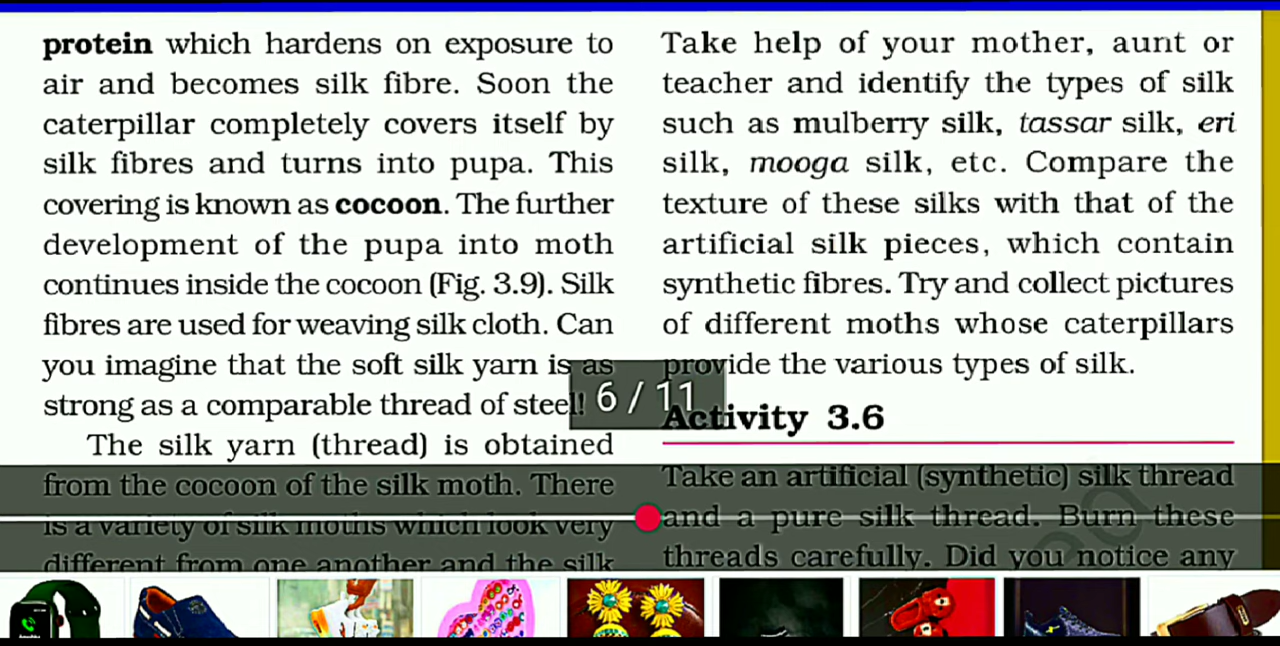 protein which hardens on exposure to
air and becomes silk fibre. Soon the
caterpillar completely covers itself by
silk fibres and turns into pupa. This
covering is known as cocoon. The further
development of the pupa into moth
continues inside the cocoon (Fig. 3.9). Silk
fibres are used for weaving silk cloth. Can
you imagine that the soft silk yarn is as
strong as a comparable thread of steel!
The silk yarn (thread) is obtained
from the cocoon of the silk moth. There
is a variety of silk moths which look very
different from one another and the silk
Take help of your mother, aunt or
teacher and identify the types of silk
such as mulberry silk, tassar silk, eri
silk, mooga silk, etc. Compare the
texture of these silks with that of the
artificial silk pieces, which contain
synthetic fibres. Try and collect pictures
of different moths whose caterpillars
provide the various types of silk.
Activity 3.6
Take an artificial (synthetic) silk thread
and a pure silk thread. Burn these
threads carefully. Did you notice any
6 / 11